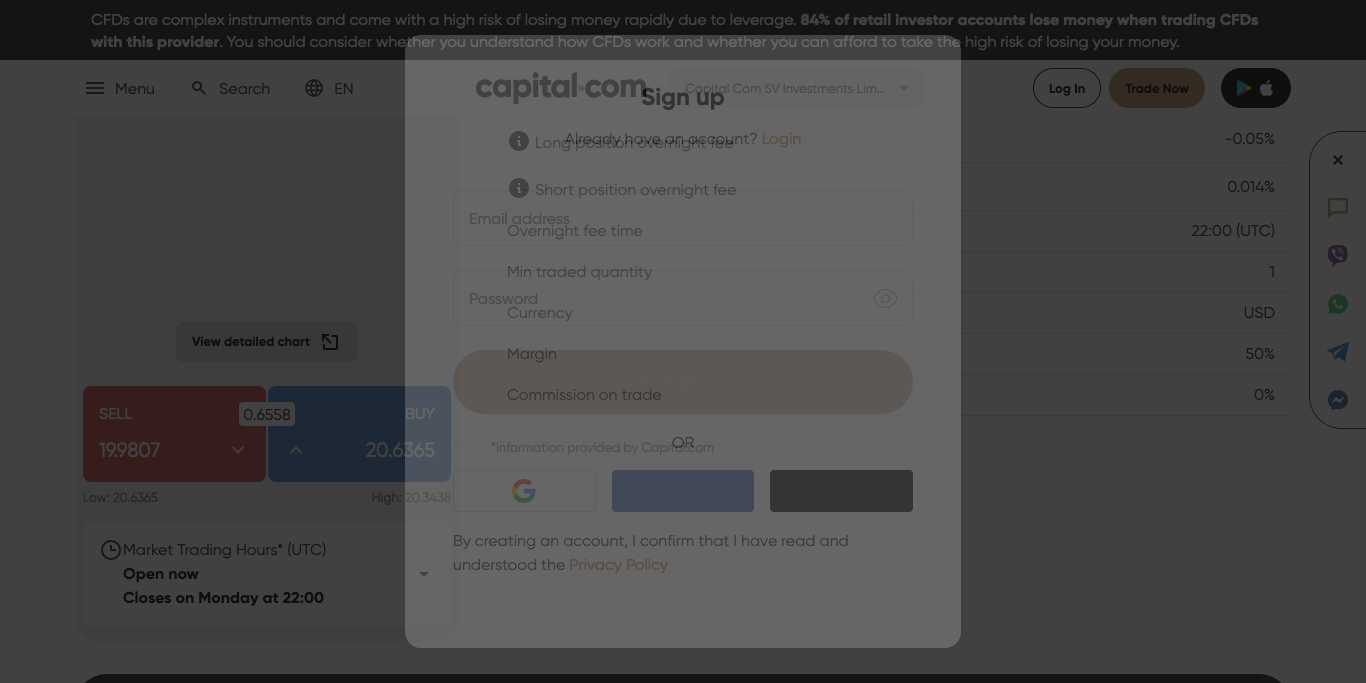 CFDs are complex instruments and come with a high risk of losing money rapidly due to leverage. 84% of retail investor accounts lose money when trading CFDs
with this provider. You should consider whether you understand how CFDs work and whether you can afford to take the high risk of losing your money.
Menu
Search
EN
capital.com
Capital Com SV Investments Lim...
Log In
Trade Now
Sign up
Already have an account? Login
Long position overnight fee
-0.05%
Short position overnight fee
0.014%
Email address
Overnight fee time
22:00 (UTC)
Min traded quantity
1
Password
Currency
USD
Margin
50%
Commission on trade
0%
View detailed chart
SELL
0.6558
BUY
19.9807
20.6365
Low: 20.6365
High: 20.3438
*Information provided by Capital.com
OR
Market Trading Hours* (UTC)
Open now
Closes on Monday at 22:00
By creating an account, I confirm that I have read and
understood the Privacy Policy